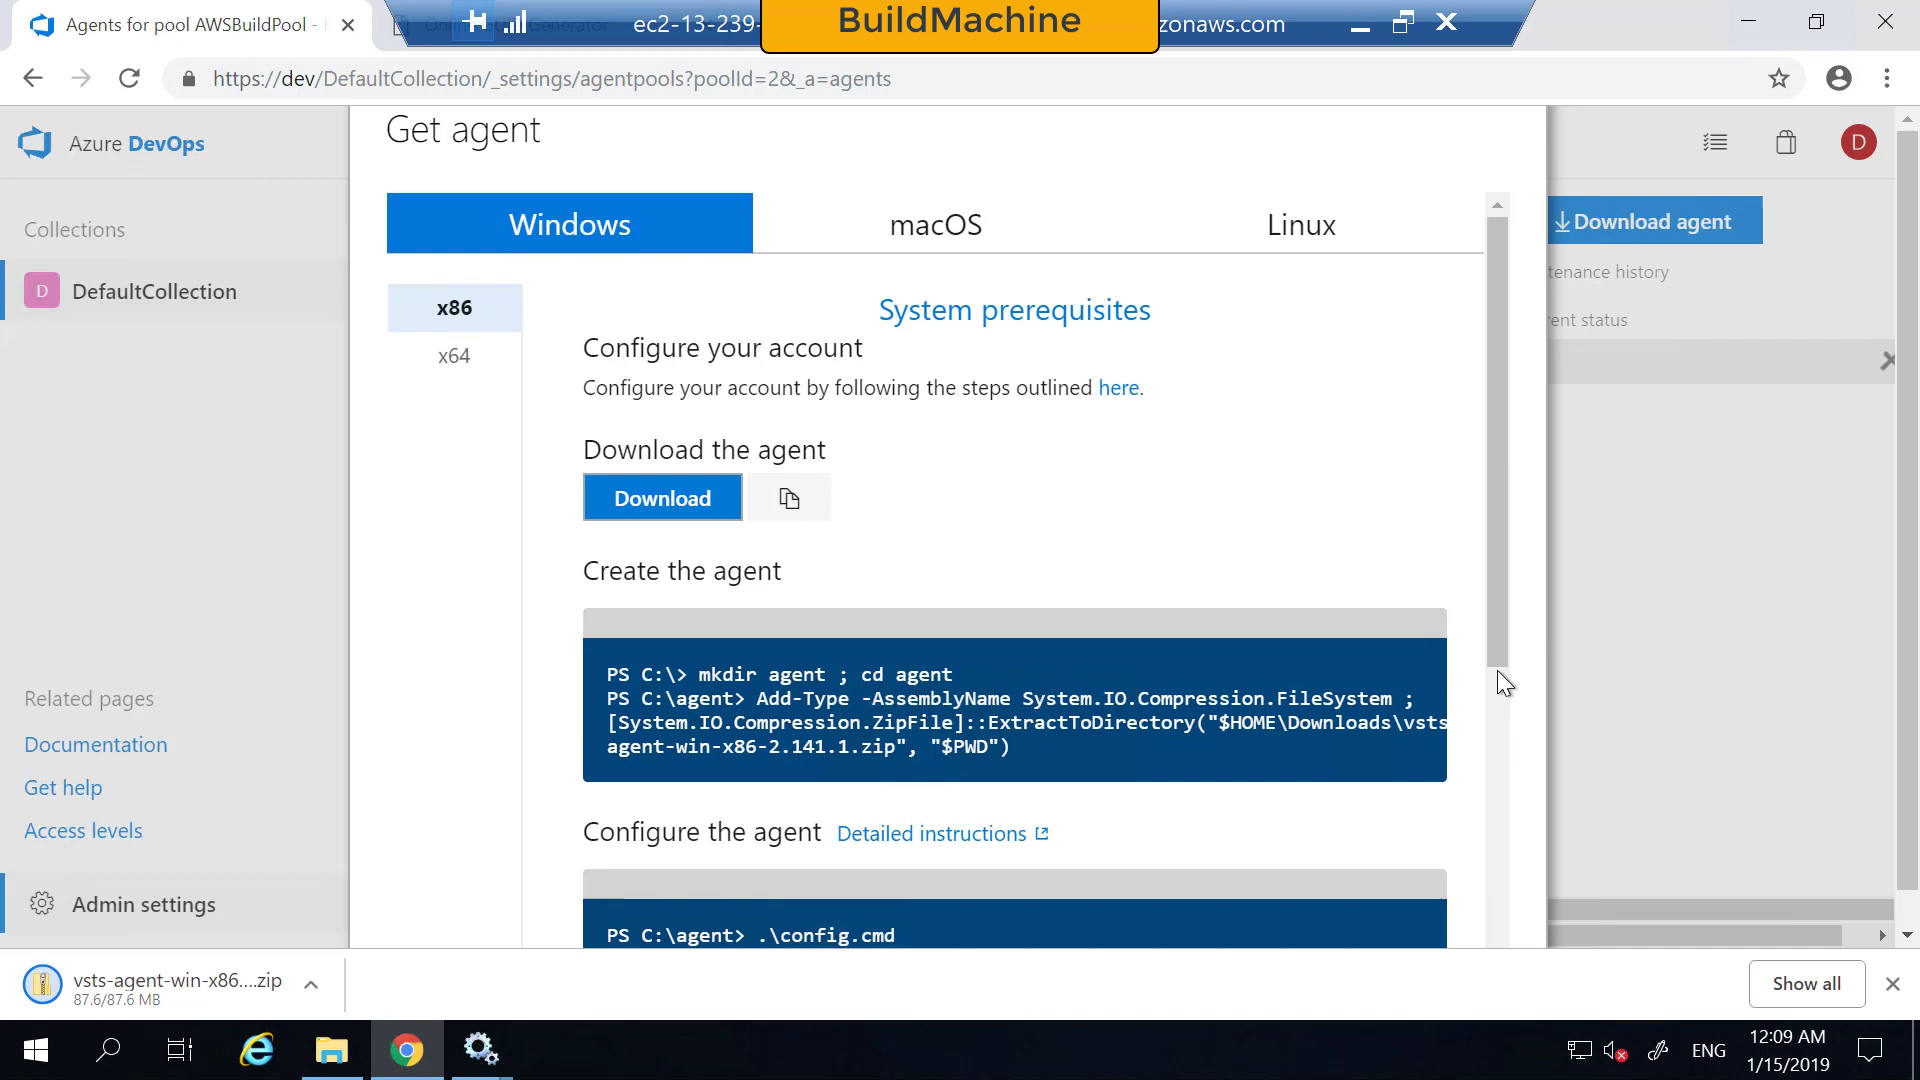 Agents for pool AWSBuildPool -
ec2-13-239-
BuildMachine
zonaws.com
https://dev/DefaultCollection/_settings/agentpools?poolId=2&_a=agents
Azure DevOps
Get agent
D
Windows
macOS
Linux
Download agent
Collections
tenance history
D
DefaultCollection
x86
System prerequisites
rent status
x64
Configure your account
Configure your account by following the steps outlined here.
Download the agent
Download
Create the agent
PS C:\> mkdir agent ; cd agent
PS C:\agent> Add-Type -AssemblyName System.IO.Compression.FileSystem ;
[System.IO.Compression.ZipFile]::ExtractToDirectory("$HOME\Downloads\vsts
agent-win-x86-2.141.1.zip", "$PWD")
Related pages
Documentation
Get help
Access levels
Configure the agent
Detailed instructions
Admin settings
PS C:\agent> .\config.cmd
vsts-agent-win-x86....zip
87.6/87.6 MB
Show all
ENG
12:09 AM
1/15/2019